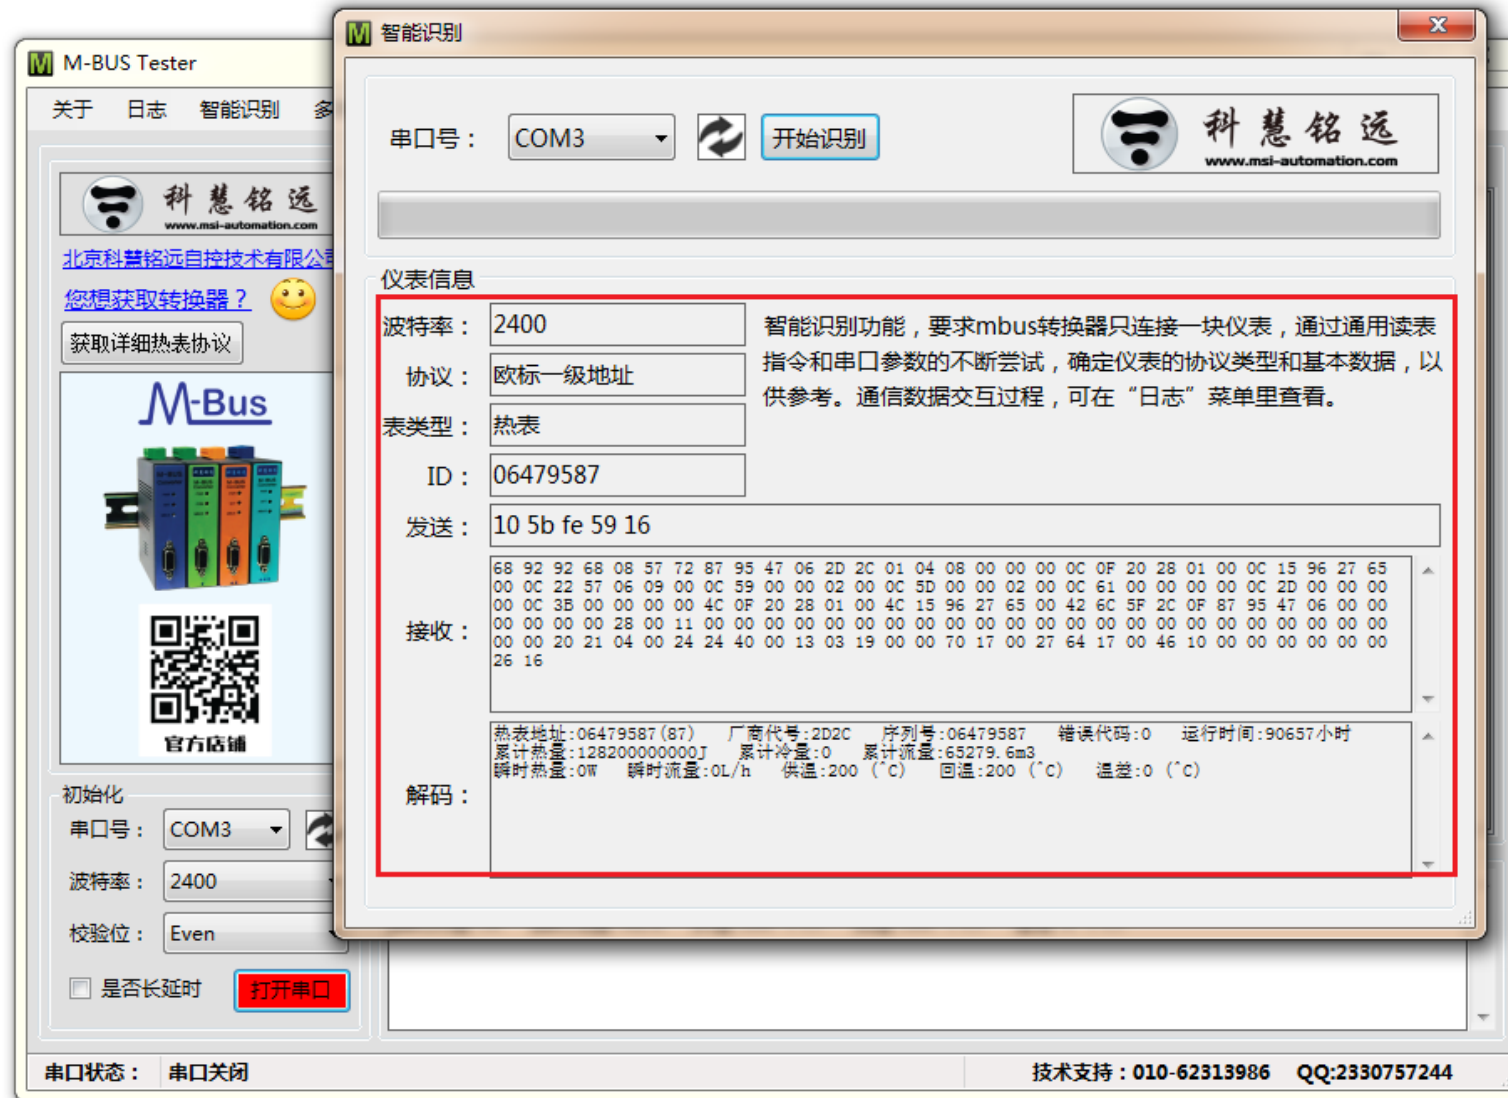 智能识别
M-BUS Tester
关于 日志 智能识别
串口号： COM3 开始识别
科慧铭远
www.msi-automation.com
科慧铭远
www.msi-automation.com
北京科慧铭远自控技术有限公司
您想获取转换器？
获取详细热表协议
M-Bus
官方店铺
仪表信息
波特率： 2400
协议： 欧标一级地址
表类型： 热表
ID： 06479587
智能识别功能，要求mbus转换器只连接一块仪表，通过通用读表
指令和串口参数的不断尝试，确定仪表的协议类型和基本数据，以
供参考。通信数据交互过程，可在“日志”菜单里查看。
发送： 10 5b fe 59 16
接收：
68 92 92 68 08 57 72 87 95 47 06 2D 2C 01 04 08 00 00 00 0C 0F 20 28 01 00 0C 15 96 27 65
00 0C 22 57 06 09 00 0C 59 00 00 02 00 0C 5D 00 00 02 00 0C 61 00 00 00 00 0C 2D 00 00 00
00 0C 3B 00 00 00 00 4C 0F 20 28 01 00 4C 15 96 27 65 00 42 6C 5F 2C 0F 87 95 47 06 00 00
00 00 00 00 28 00 11 00 00 00 00 00 00 00 00 00 00 00 00 00 00 00 00 00 00 00 00 00 00 00
00 00 20 21 04 00 24 24 40 00 13 03 19 00 00 70 17 00 27 64 17 00 46 10 00 00 00 00 00 00
26 16
解码：
热表地址:06479587(87) 厂商代号:2D2C 序列号:06479587 错误代码:0 运行时间:90657小时
累计热量:128200000000J 累计冷量:0 累计流量:65279.6m3
瞬时热量:0W 瞬时流量:0L/h 供温:200 (^C) 回温:200 (^C) 温差:0 (^C)
初始化
串口号： COM3
波特率： 2400
校验位： Even
是否长延时 打开串口
串口状态： 串口关闭 技术支持：010-62313986 QQ:2330757244